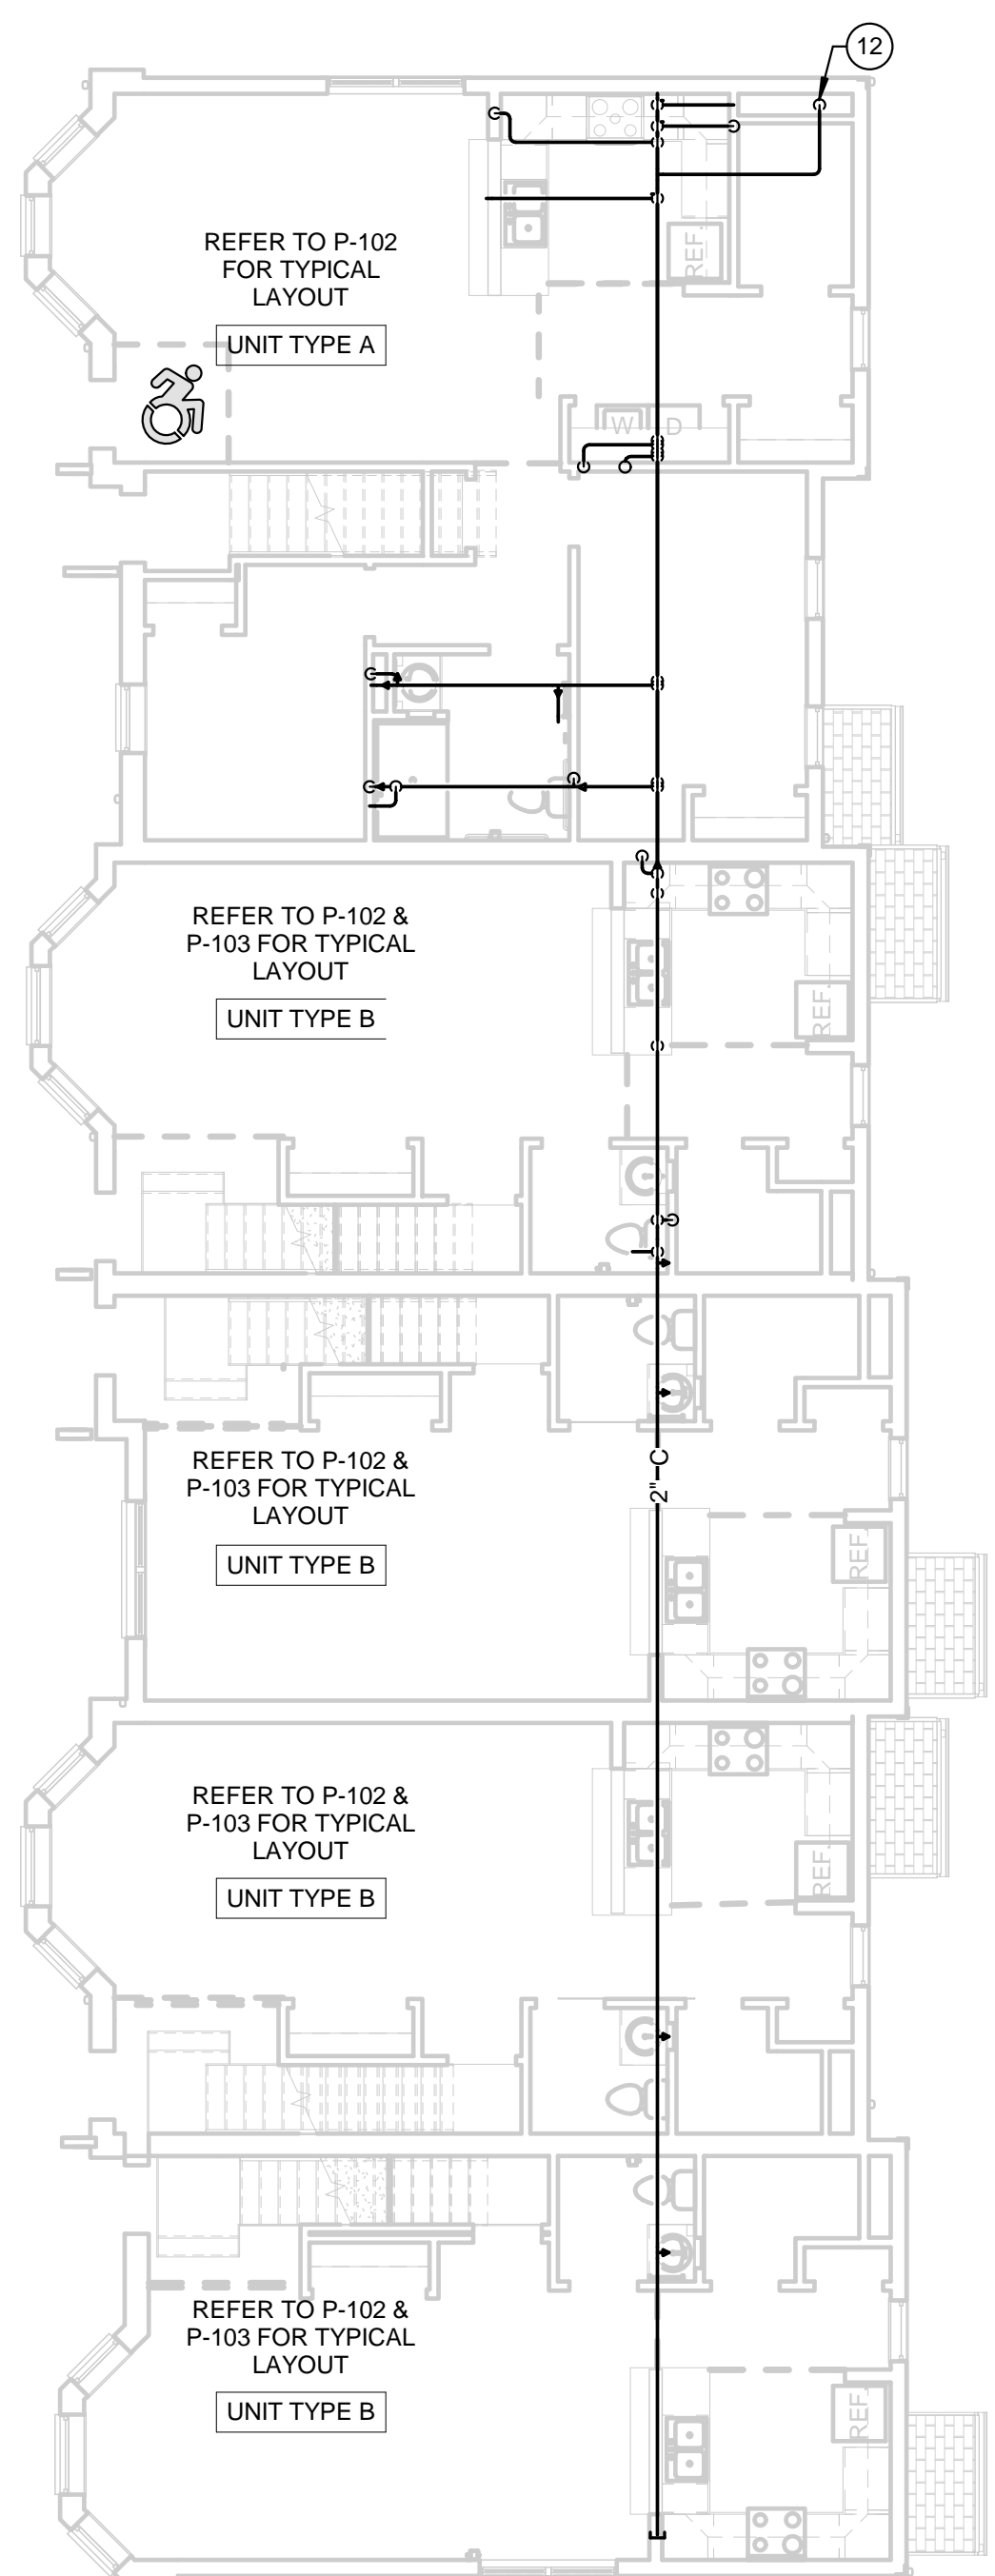 12
REFER TO P-102
FOR TYPICAL
LAYOUT
UNIT TYPE A
REF.
W D
REFER TO P-102 &
P-103 FOR TYPICAL
LAYOUT
UNIT TYPE B
REF.
REFER TO P-102 &
P-103 FOR TYPICAL
LAYOUT
UNIT TYPE B
2"
C
REF.
REFER TO P-102 &
P-103 FOR TYPICAL
LAYOUT
UNIT TYPE B
REF.
REFER TO P-102 &
P-103 FOR TYPICAL
LAYOUT
UNIT TYPE B
REF.